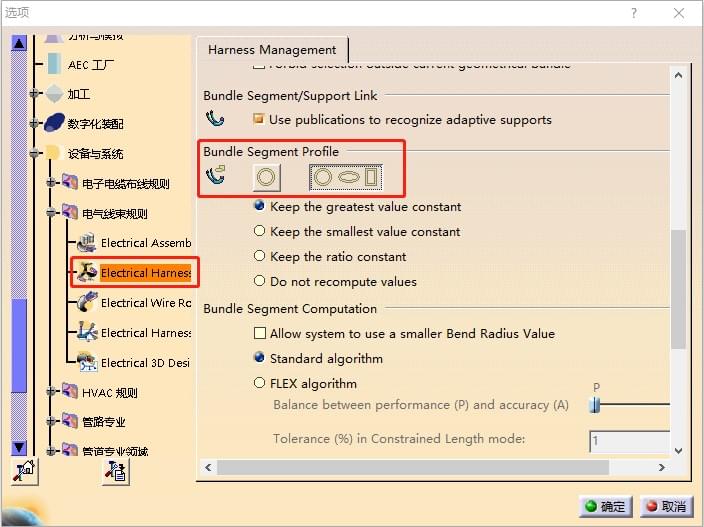 选项
分析与模拟
AEC 工厂
加工
数字化装配
设备与系统
电子电缆布线规则
电气线束规则
Electrical Assemb
Electrical Harness
Electrical Wire Ro
Electrical Harness
Electrical 3D Desi
HVAC 规则
管路专业
管道专业领域
Harness Management
Forbid selection outside current geometrical bundle
Bundle Segment/Support Link
Use publications to recognize adaptive supports
Bundle Segment Profile
Keep the greatest value constant
Keep the smallest value constant
Keep the ratio constant
Do not recompute values
Bundle Segment Computation
Allow system to use a smaller Bend Radius Value
Standard algorithm
FLEX algorithm
P
Balance between performance (P) and accuracy (A)
Tolerance (%) in Constrained Length mode:
1
确定
取消